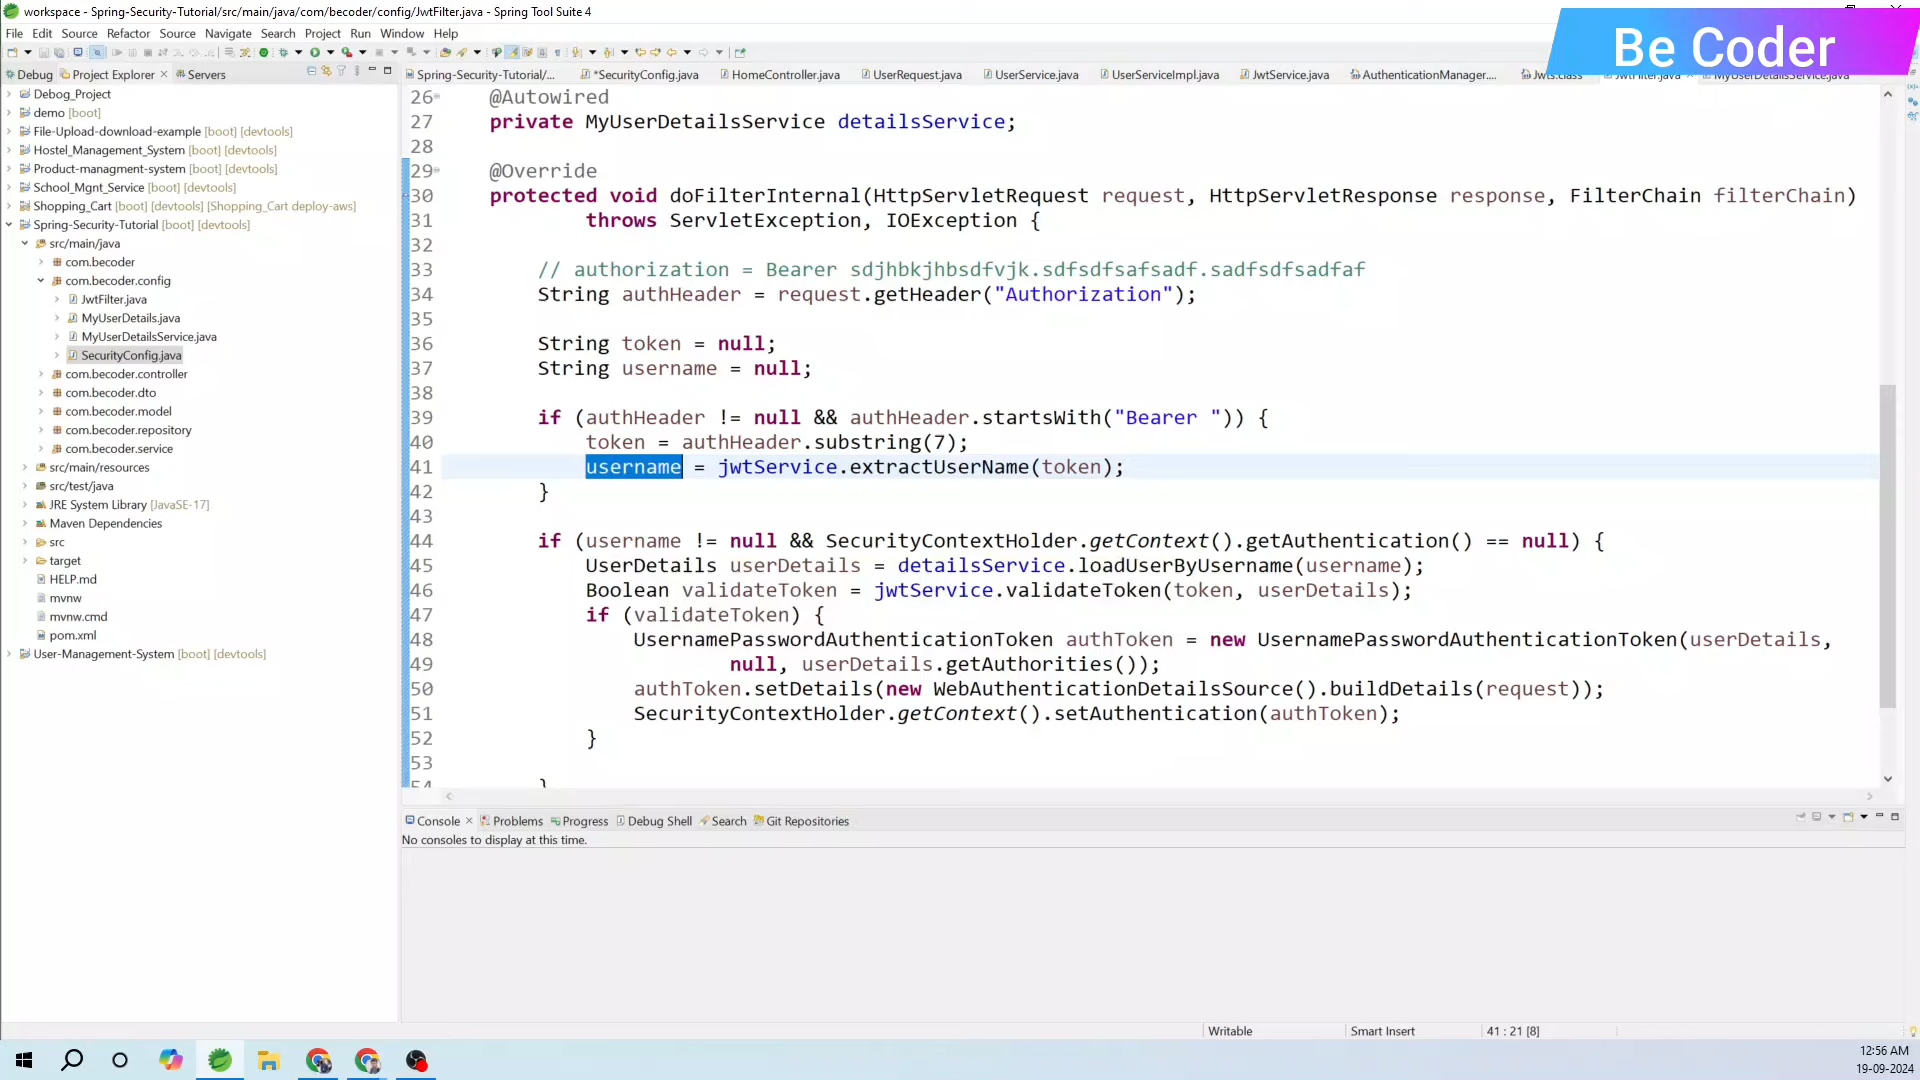 workspace - Spring-Security-Tutorial/src/main/java/com/becoder/config/JwtFilter.java - Spring Tool Suite 4
Be Coder
File Edit Source Refactor Source Navigate Search Project Run Window Help
Debug Project Explorer Servers
Spring-Security-Tutorial/... *SecurityConfig.java HomeController.java UserRequest.java UserService.java UserServiceImpl.java JwtService.java AuthenticationManager.... Jwts.class JwtFilter.java MyUserDetailsService.java
Debog_Project
demo [boot]
File-Upload-download-example [boot] [devtools]
Hostel_Management_System [boot] [devtools]
Product-managment-system [boot] [devtools]
School_Mgnt_Service [boot] [devtools]
Shopping_Cart [boot] [devtools] [Shopping_Cart deploy-aws]
Spring-Security-Tutorial [boot] [devtools]
src/main/java
com.becoder
com.becoder.config
JwtFilter.java
MyUserDetails.java
MyUserDetailsService.java
SecurityConfig.java
com.becoder.controller
com.becoder.dto
com.becoder.model
com.becoder.repository
com.becoder.service
src/main/resources
src/test/java
JRE System Library [JavaSE-17]
Maven Dependencies
src
target
HELP.md
mvnw
mvnw.cmd
pom.xml
User-Management-System [boot] [devtools]
26 @Autowired
27 private MyUserDetailsService detailsService;
28
29 @Override
30 protected void doFilterInternal(HttpServletRequest request, HttpServletResponse response, FilterChain filterChain)
31 throws ServletException, IOException {
32
33 // authorization = Bearer sdjhbkjhbsdfvjk.sdfsdfsafsadf.sadfsdfsadfaf
34 String authHeader = request.getHeader("Authorization");
35
36 String token = null;
37 String username = null;
38
39 if (authHeader != null && authHeader.startsWith("Bearer ")) {
40 token = authHeader.substring(7);
41 username = jwtService.extractUserName(token);
42 }
43
44 if (username != null && SecurityContextHolder.getContext().getAuthentication() == null) {
45 UserDetails userDetails = detailsService.loadUserByUsername(username);
46 Boolean validateToken = jwtService.validateToken(token, userDetails);
47 if (validateToken) {
48 UsernamePasswordAuthenticationToken authToken = new UsernamePasswordAuthenticationToken(userDetails,
49 null, userDetails.getAuthorities());
50 authToken.setDetails(new WebAuthenticationDetailsSource().buildDetails(request));
51 SecurityContextHolder.getContext().setAuthentication(authToken);
52 }
53
54 }
Console Problems Progress Debug Shell Search Git Repositories
No consoles to display at this time.
Writable Smart Insert 41 : 21 [8]
12:56 AM
19-09-2024